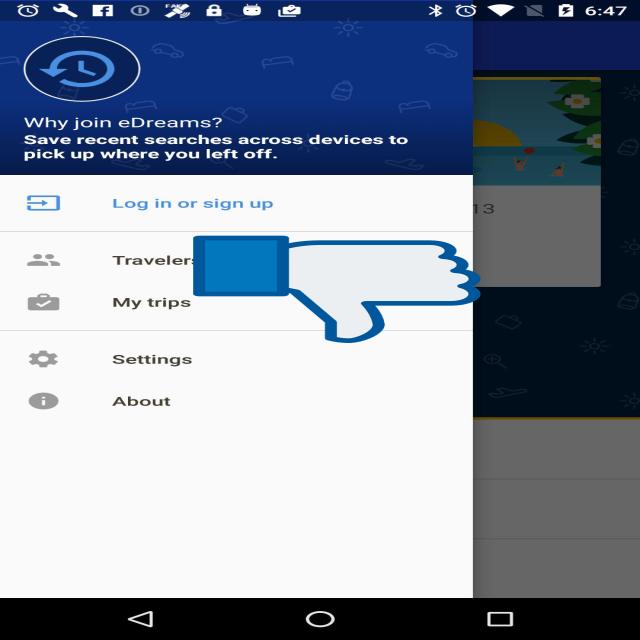 6:47
Why join eDreams?
Save recent searches across devices to
pick up where you left off.
Log in or sign up
Travelers
My trips
Settings
About
13